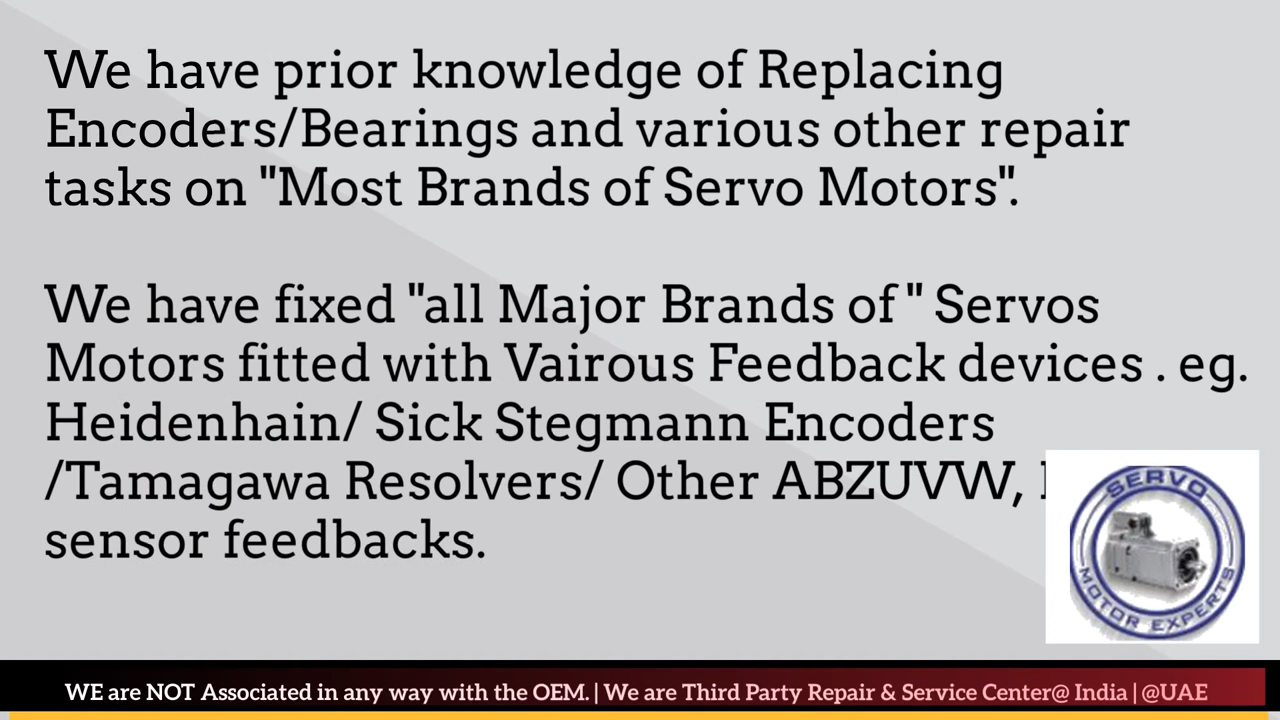 We have prior knowledge of Replacing
Encoders/Bearings and various other repair
tasks on "Most Brands of Servo Motors".
We have fixed "all Major Brands of " Servos
Motors fitted with Vairous Feedback devices . eg.
Heidenhain/ Sick Stegmann Encoders
/Tamagawa Resolvers/ Other ABZUVW,
sensor feedbacks.
SERVO
MOTOR EXPERTS
WE are NOT Associated in any way with the OEM. | We are Third Party Repair & Service Center@ India | @UAE